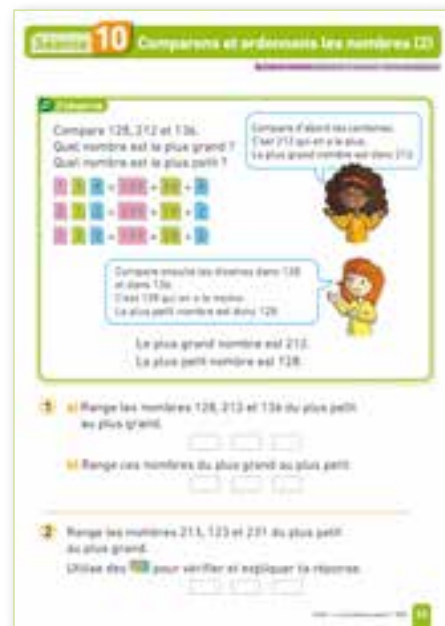 Séance 10 Comparons et ordonnons les nombres (2)
Observe
Compare 128, 212 et 136.
Quel nombre est le plus grand ?
Quel nombre est le plus petit ?
Compare d'abord les centaines.
C'est 212 qui en a le plus.
Le plus grand nombre est donc 212.
Compare ensuite les dizaines dans 128
et dans 136.
C'est 128 qui en a le moins.
Le plus petit nombre est donc 128.
Le plus grand nombre est 212.
Le plus petit nombre est 128.
1 a) Range les nombres 128, 212 et 136 du plus petit
au plus grand.
b) Range ces nombres du plus grand au plus petit.
2 Range les nombres 213, 123 et 231 du plus petit
au plus grand.
Utilise des pour vérifier et expliquer ta réponse.